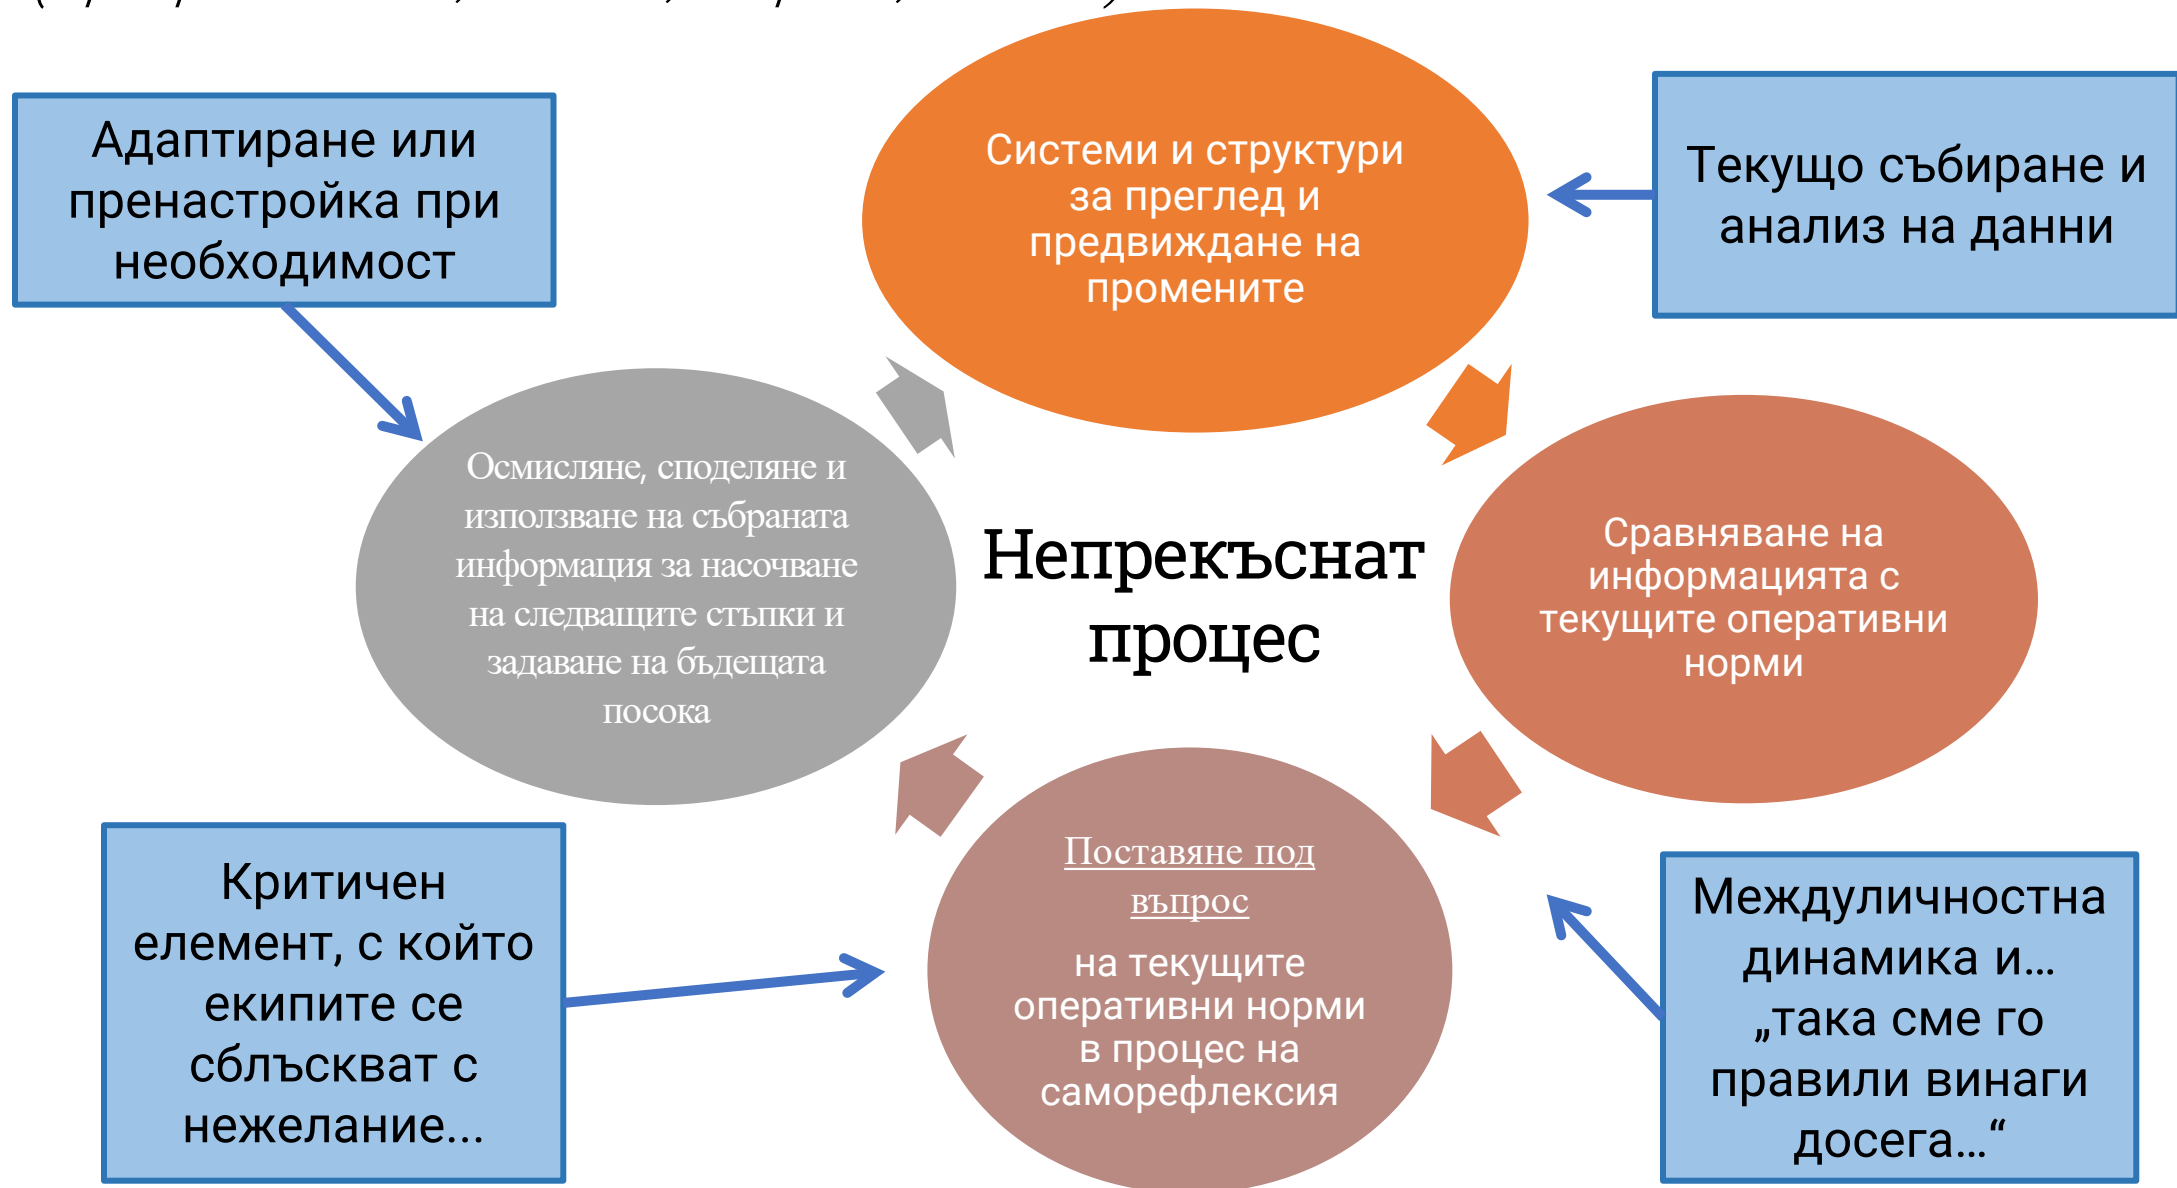 Адаптиране или
пренастройка при
необходимост
Системи и структури
за преглед и
предвиждане на
промените
Текущо събиране и
анализ на данни
Осмисляне, споделяне и
използване на събраната
информация за насочване
на следващите стъпки и
задаване на бъдещата
посока
Непрекъснат
процес
Сравняване на
информацията с
текущите оперативни
норми
Критичен
елемент, с който
екипите се
сблъскват с
нежелание...
Поставяне под
въпрос
на текущите
оперативни норми
в процес на
саморефлексия
Междуличностна
динамика и...
„така сме го
правили винаги
досега...“